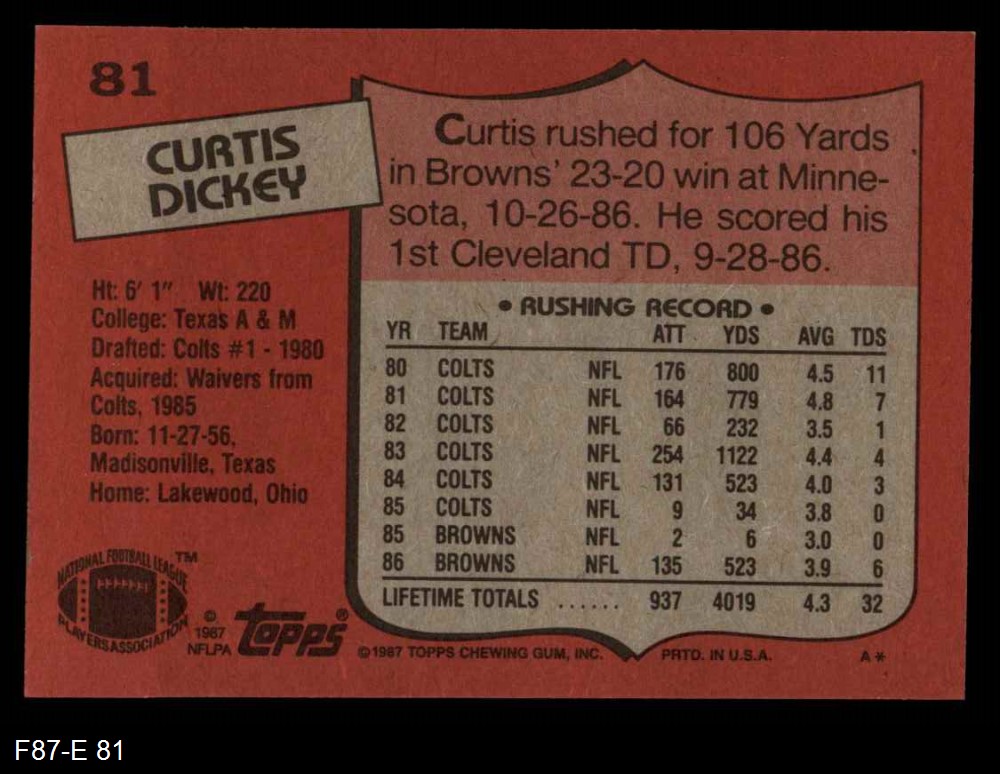 81
CURTIS
DICKEY
Curtis rushed for 106 Yards
in Browns' 23-20 win at Minne-
sota, 10-26-86. He scored his
1st Cleveland TD, 9-28-86.
Ht: 6' 1" Wt: 220
College: Texas A & M
Drafted: Colts #1 - 1980
Acquired: Waivers from
Colts, 1985
Born: 11-27-56,
Madisonville, Texas
Home: Lakewood, Ohio
• RUSHING RECORD •
YR TEAM ATT YDS AVG TDS
80 COLTS NFL 176 800 4.5 11
81 COLTS NFL 164 779 4.8 7
82 COLTS NFL 66 232 3.5 1
83 COLTS NFL 254 1122 4.4 4
84 COLTS NFL 131 523 4.0 3
85 COLTS NFL 9 34 3.8 0
85 BROWNS NFL 2 6 3.0 0
86 BROWNS NFL 135 523 3.9 6
LIFETIME TOTALS ...... 937 4019 4.3 32
NATIONAL FOOTBALL LEAGUE ™
PLAYERS ASSOCIATION
© 1987 NFLPA
topps®
©1987 TOPPS CHEWING GUM, INC. PRTD. IN U.S.A. A*
F87-E 81